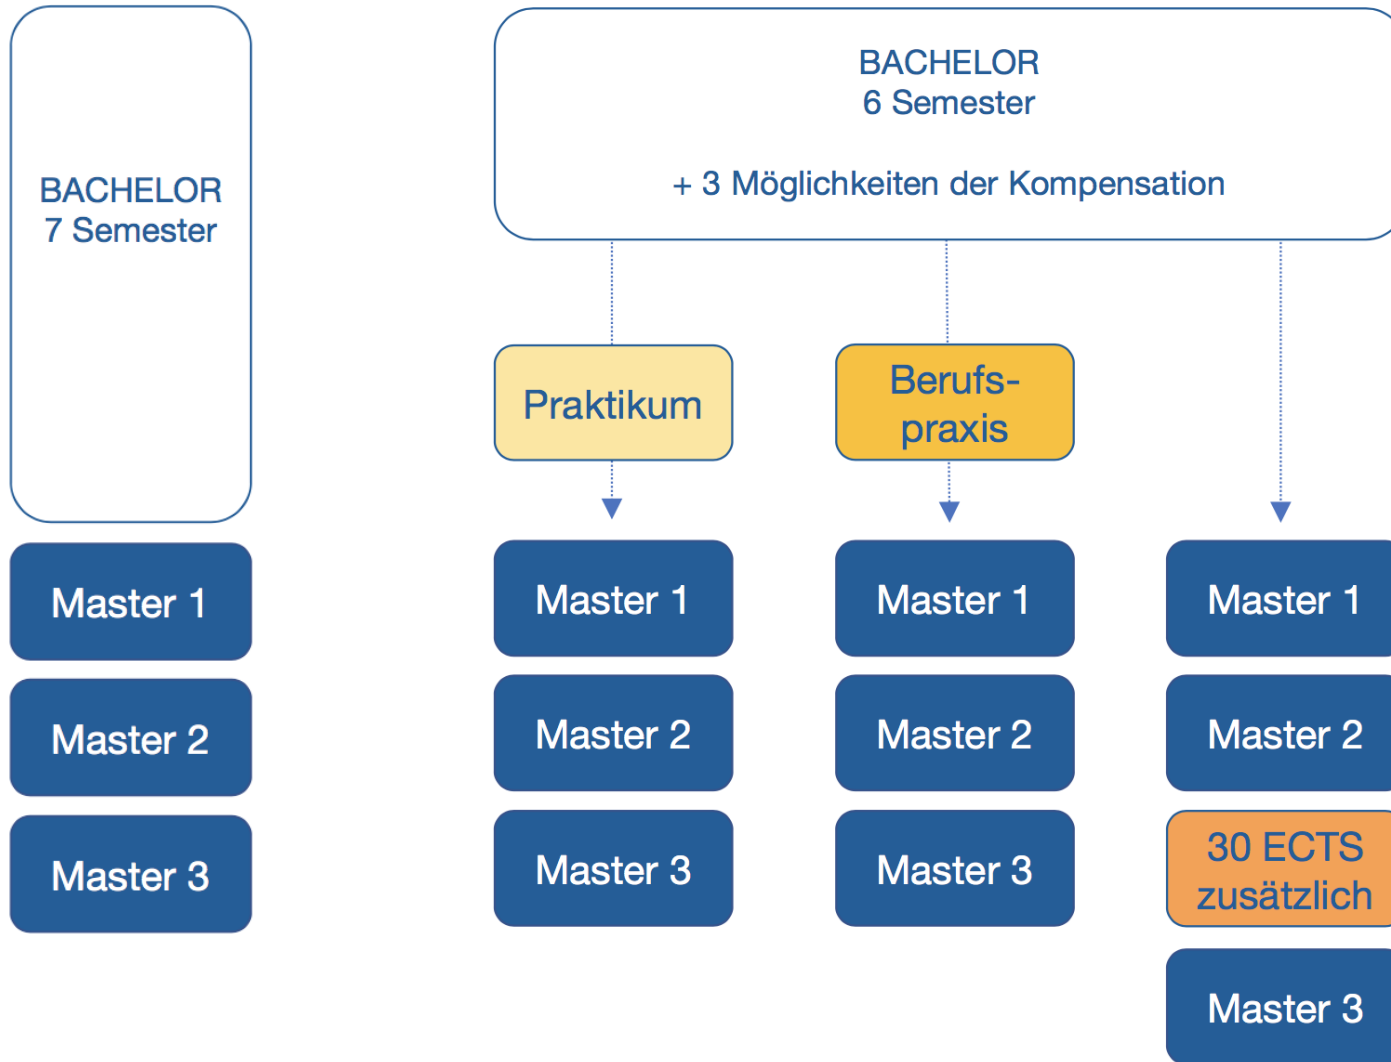 BACHELOR
7 Semester
Master 1
Master 2
Master 3
BACHELOR
6 Semester
+ 3 Möglichkeiten der Kompensation
Praktikum
Master 1
Master 2
Master 3
Berufs-
praxis
Master 1
Master 2
Master 3
Master 1
Master 2
30 ECTS
zusätzlich
Master 3